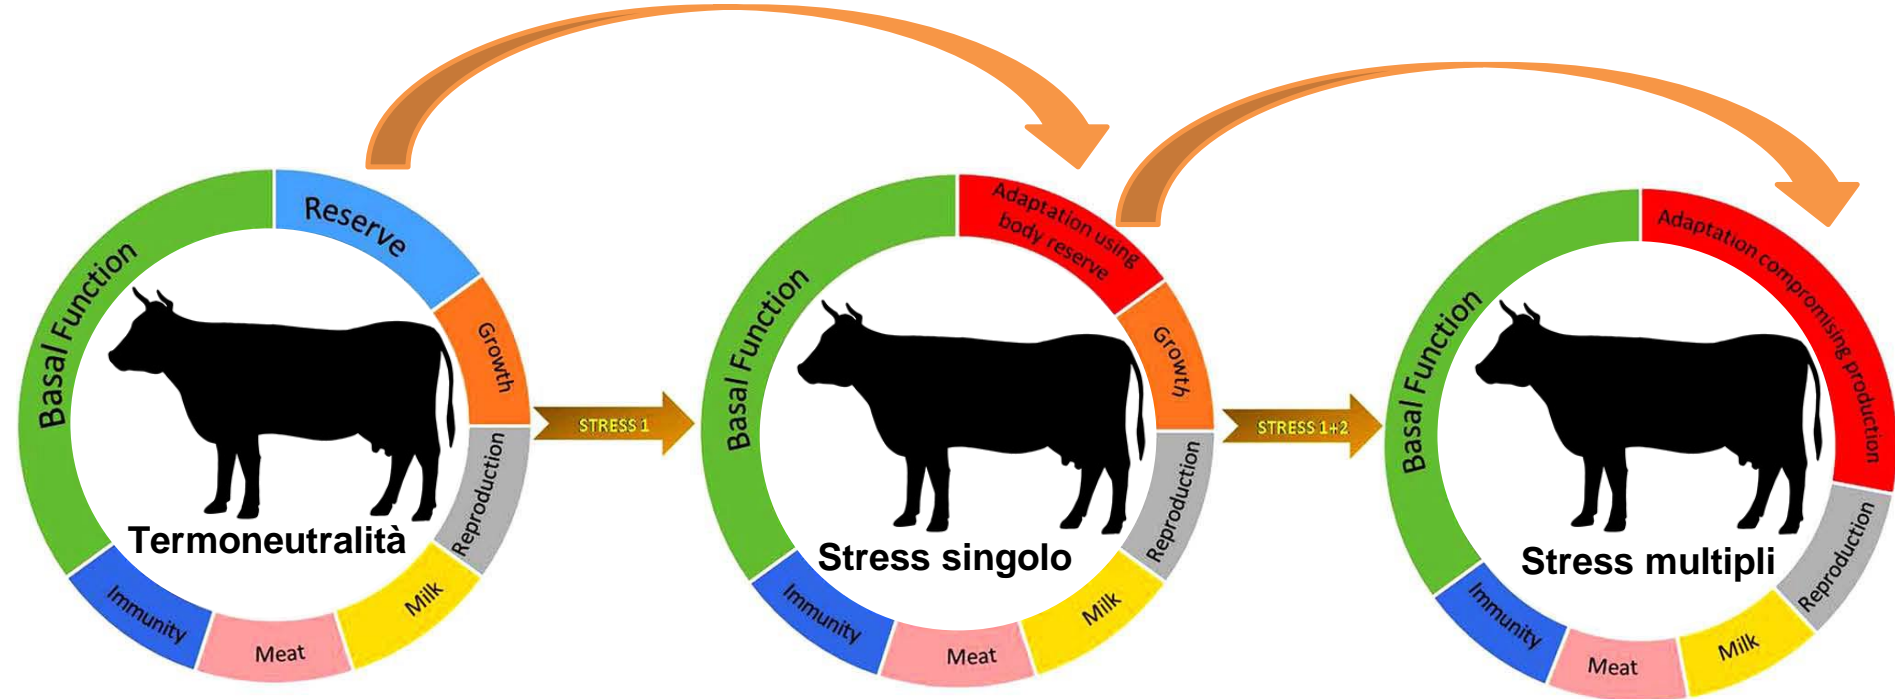 Basal Function
Reserve
Growth
Reproduction
Milk
Meat
Immunity
Termoneutralità
STRESS 1
Basal Function
Adaptation using
body reserve
Growth
Reproduction
Milk
Meat
Immunity
Stress singolo
STRESS 1+2
Basal Function
Adaptation compromising production
Reproduction
Milk
Meat
Immunity
Stress multipli